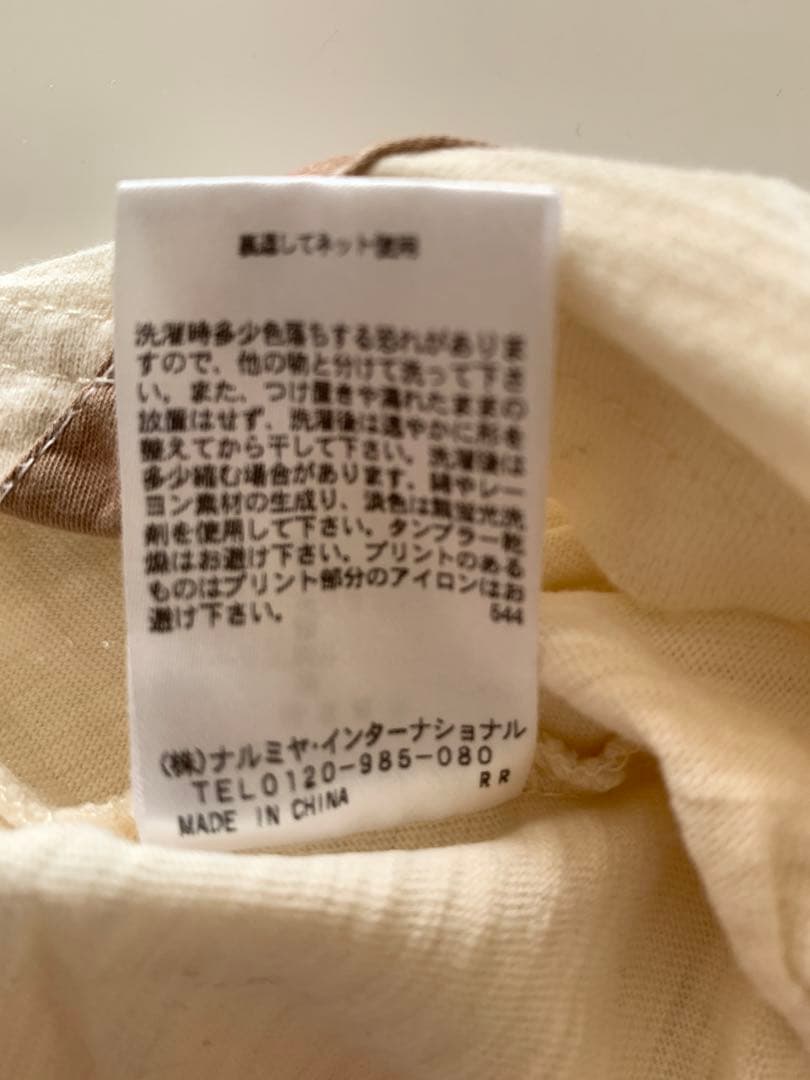 裏返してネット使用
洗濯時多少色落ちする恐れがありま
すので、他の物と分けて洗って下さ
い。また、つけ置きや濡れたままの
放置はせず、洗濯後は速やかに形を
整えてから干して下さい。洗濯後は
多少縮む場合があります。綿やレー
ヨン素材の生成り、淡色は無蛍光洗
剤を使用して下さい。タンブラー乾
燥はお避け下さい。プリントのある
ものはプリント部分のアイロンはお
避け下さい。 544
(株)ナルミヤ・インターナショナル
TEL0120-985-080
RR
MADE IN CHINA